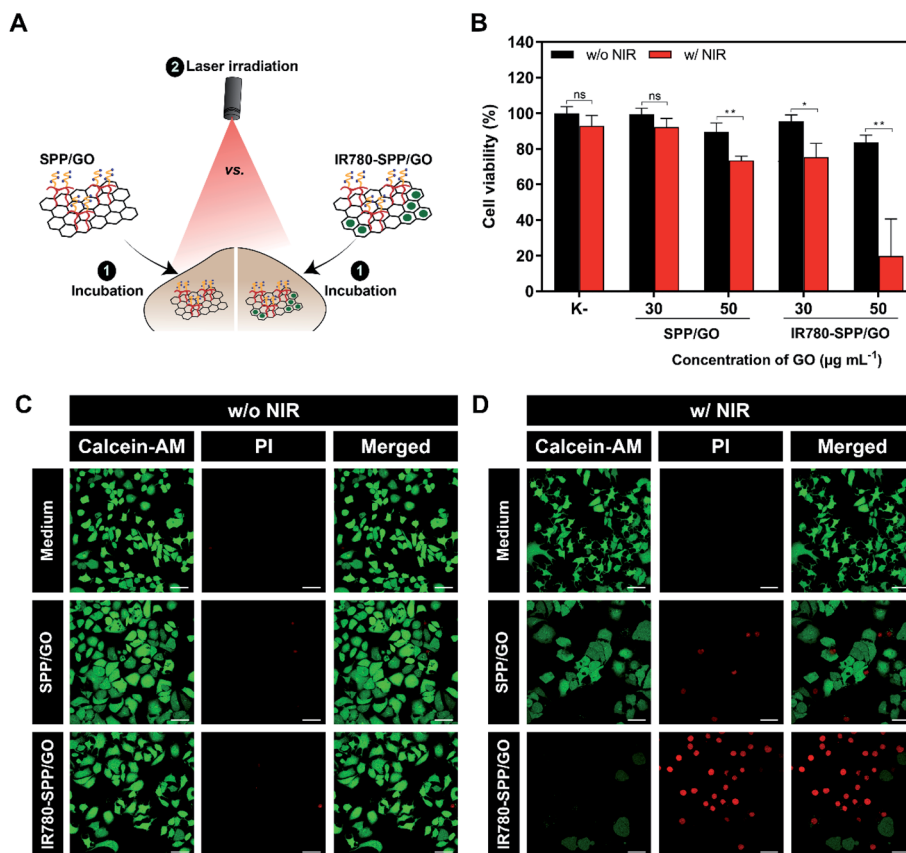 A
2 Laser irradiation
SPP/GO
vs.
IR780-SPP/GO
1
Incubation
1
Incubation
B
Cell viability (%)
140
120
100
80
60
40
20
0
w/o NIR
w/ NIR
ns
ns
**
*
**
K-
30
50
30
50
SPP/GO
IR780-SPP/GO
Concentration of GO (µg mL⁻¹)
C
w/o NIR
Calcein-AM
PI
Merged
Medium
SPP/GO
IR780-SPP/GO
D
w/ NIR
Calcein-AM
PI
Merged
Medium
SPP/GO
IR780-SPP/GO